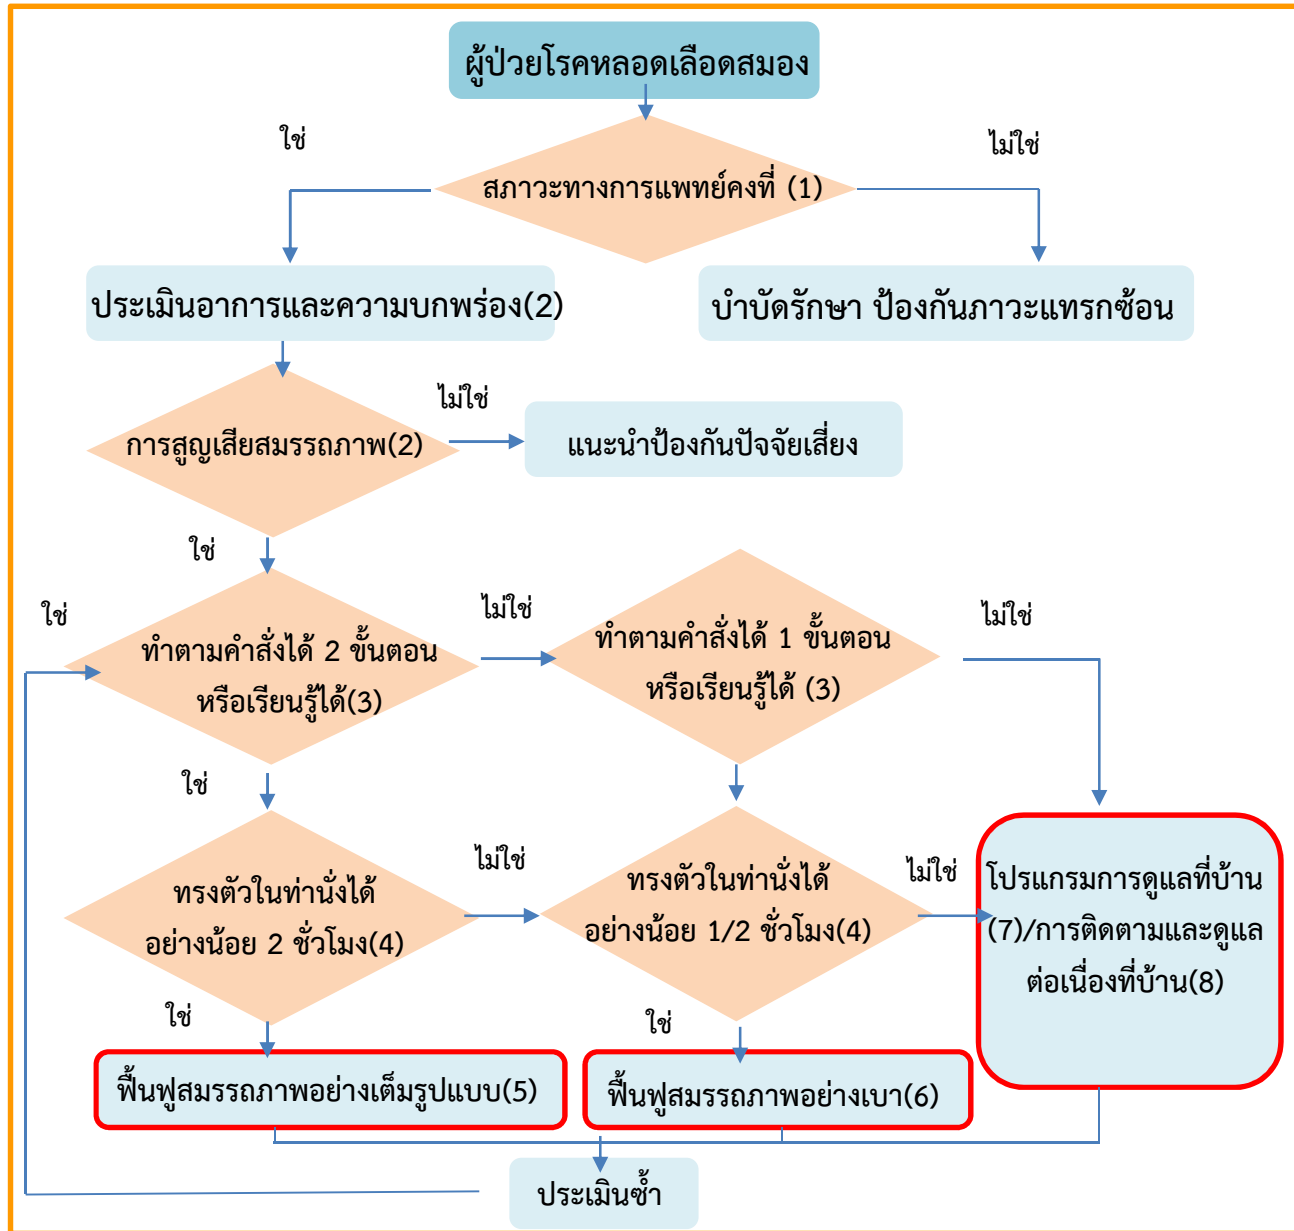 ผู้ป่วยโรคหลอดเลือดสมอง
ใช่
ไม่ใช่
สภาวะทางการแพทย์คงที่ (1)
ประเมินอาการและความบกพร่อง(2)
บำบัดรักษา ป้องกันภาวะแทรกซ้อน
ไม่ใช่
การสูญเสียสมรรถภาพ(2)
แนะนำป้องกันปัจจัยเสี่ยง
ใช่
ใช่
ไม่ใช่
ไม่ใช่
ทำตามคำสั่งได้ 2 ขั้นตอน
หรือเรียนรู้ได้(3)
ทำตามคำสั่งได้ 1 ขั้นตอน
หรือเรียนรู้ได้ (3)
ใช่
ไม่ใช่
ไม่ใช่
ทรงตัวในท่านั่งได้
อย่างน้อย 2 ชั่วโมง(4)
ทรงตัวในท่านั่งได้
อย่างน้อย 1/2 ชั่วโมง(4)
โปรแกรมการดูแลที่บ้าน
(7)/การติดตามและดูแล
ต่อเนื่องที่บ้าน(8)
ใช่
ใช่
ฟื้นฟูสมรรถภาพอย่างเต็มรูปแบบ(5)
ฟื้นฟูสมรรถภาพอย่างเบา(6)
ประเมินซ้ำ